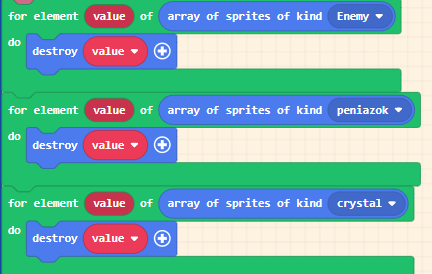 for element value of array of sprites of kind Enemy
do
destroy value
for element value of array of sprites of kind peniazok
do
destroy value
for element value of array of sprites of kind crystal
do
destroy value